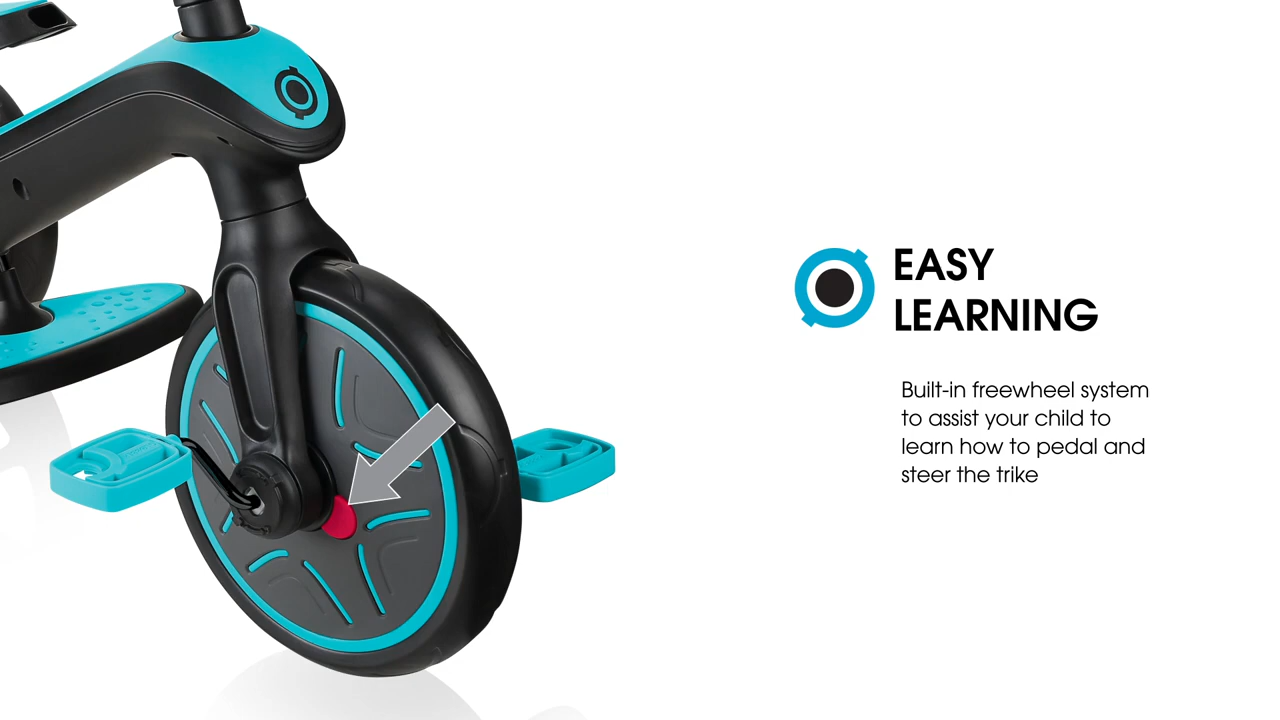 EASY
LEARNING
Built-in freewheel system
to assist your child to
learn how to pedal and
steer the trike